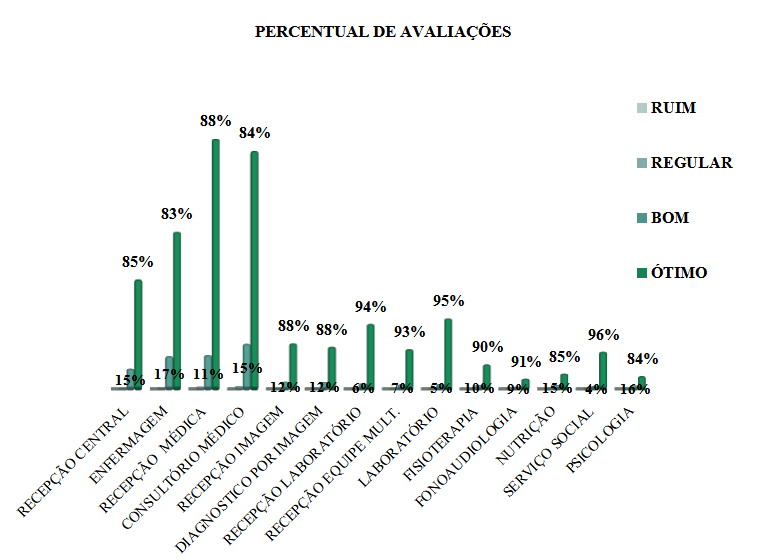 PERCENTUAL DE AVALIAÇÕES
RUIM
REGULAR
BOM
ÓTIMO
85%
83%
88%
84%
88%
88%
94%
93%
95%
90%
91%
85%
96%
84%
15%
17%
11%
15%
12%
12%
6%
7%
5%
10%
9%
15%
4%
16%
RECEPÇÃO CENTRAL
ENFERMAGEM
RECEPÇÃO MÉDICA
CONSULTÓRIO MÉDICO
RECEPÇÃO IMAGEM
DIAGNOSTICO POR IMAGEM
RECEPÇÃO LABORATÓRIO
RECEPÇÃO EQUIPE MULT.
LABORATÓRIO
FISIOTERAPIA
FONOAUDIOLOGIA
NUTRIÇÃO
SERVIÇO SOCIAL
PSICOLOGIA